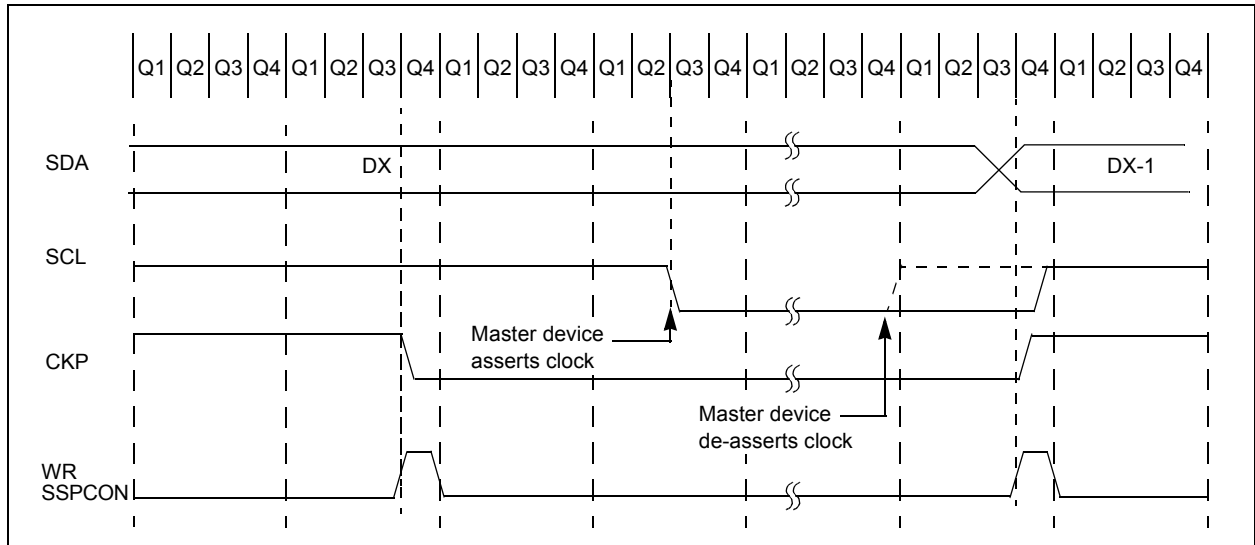 Q1 Q2 Q3 Q4 Q1 Q2 Q3 Q4 Q1 Q2 Q3 Q4 Q1 Q2 Q3 Q4 Q1 Q2 Q3 Q4 Q1 Q2 Q3 Q4 Q1 Q2 Q3 Q4
SDA DX DX-1
SCL
Master device
asserts clock
CKP
Master device
de-asserts clock
WR
SSPCON